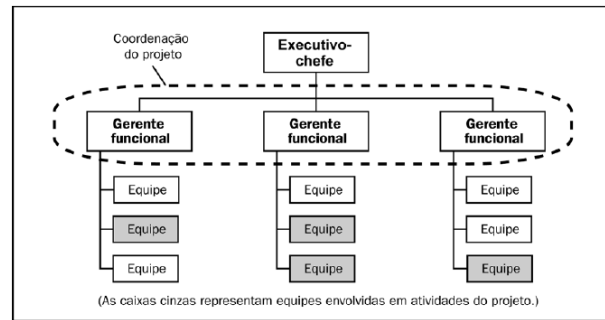 Coordenação
do projeto
Executivo-
chefe
Gerente
funcional
Gerente
funcional
Gerente
funcional
Equipe
Equipe
Equipe
Equipe
Equipe
Equipe
Equipe
Equipe
Equipe
(As caixas cinzas representam equipes envolvidas em atividades do projeto.)